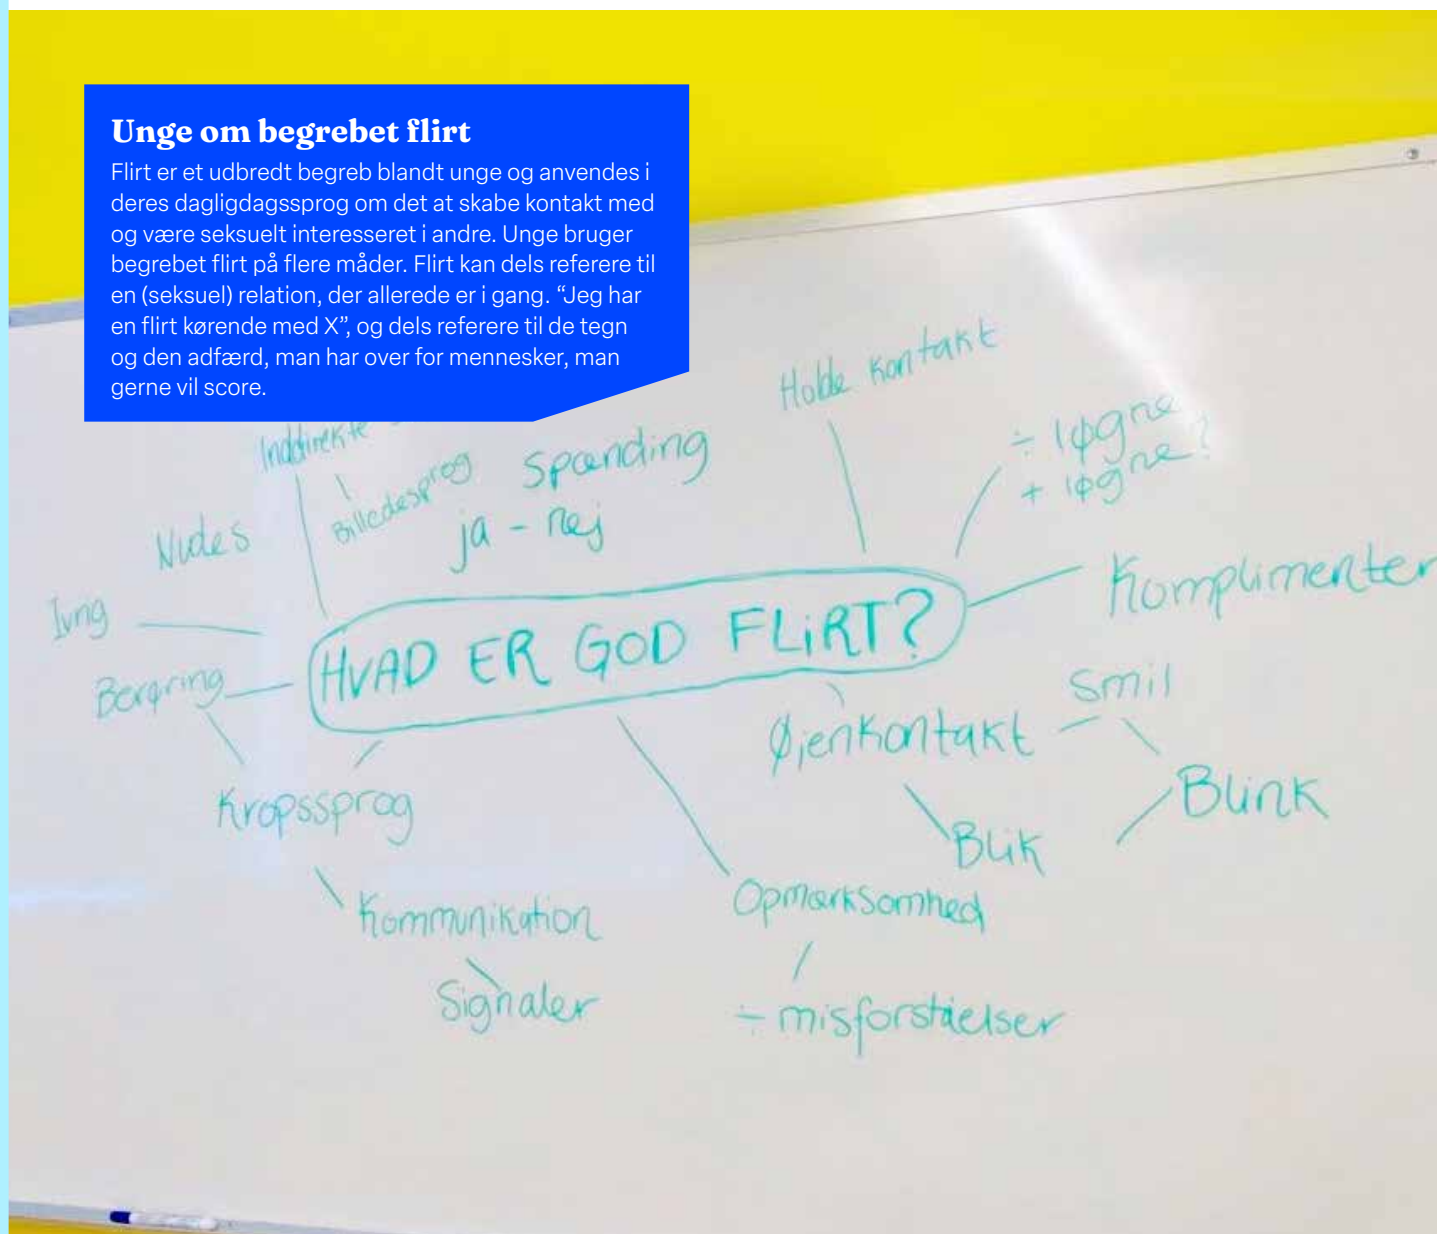 Unge om begrebet flirt
Flirt er et udbredt begreb blandt unge og anvendes i
deres dagligdagssprog om det at skabe kontakt med
og være seksuelt interesseret i andre. Unge bruger
begrebet flirt på flere måder. Flirt kan dels referere til
en (seksuel) relation, der allerede er i gang. “Jeg har
en flirt kørende med X”, og dels referere til de tegn
og den adfærd, man har over for mennesker, man
gerne vil score.
Holde kontakt
Inddirekte
Billedesprog
Spænding
ja - nej
÷ løgne
+ løgne?
Nudes
Komplimenter
HVAD ER GOD FLiRT?
Berøring
Smil
Øjenkontakt
Blink
Kropssprog
Blik
Opmærksomhed
Kommunikation
Signaler
÷ misforståelser